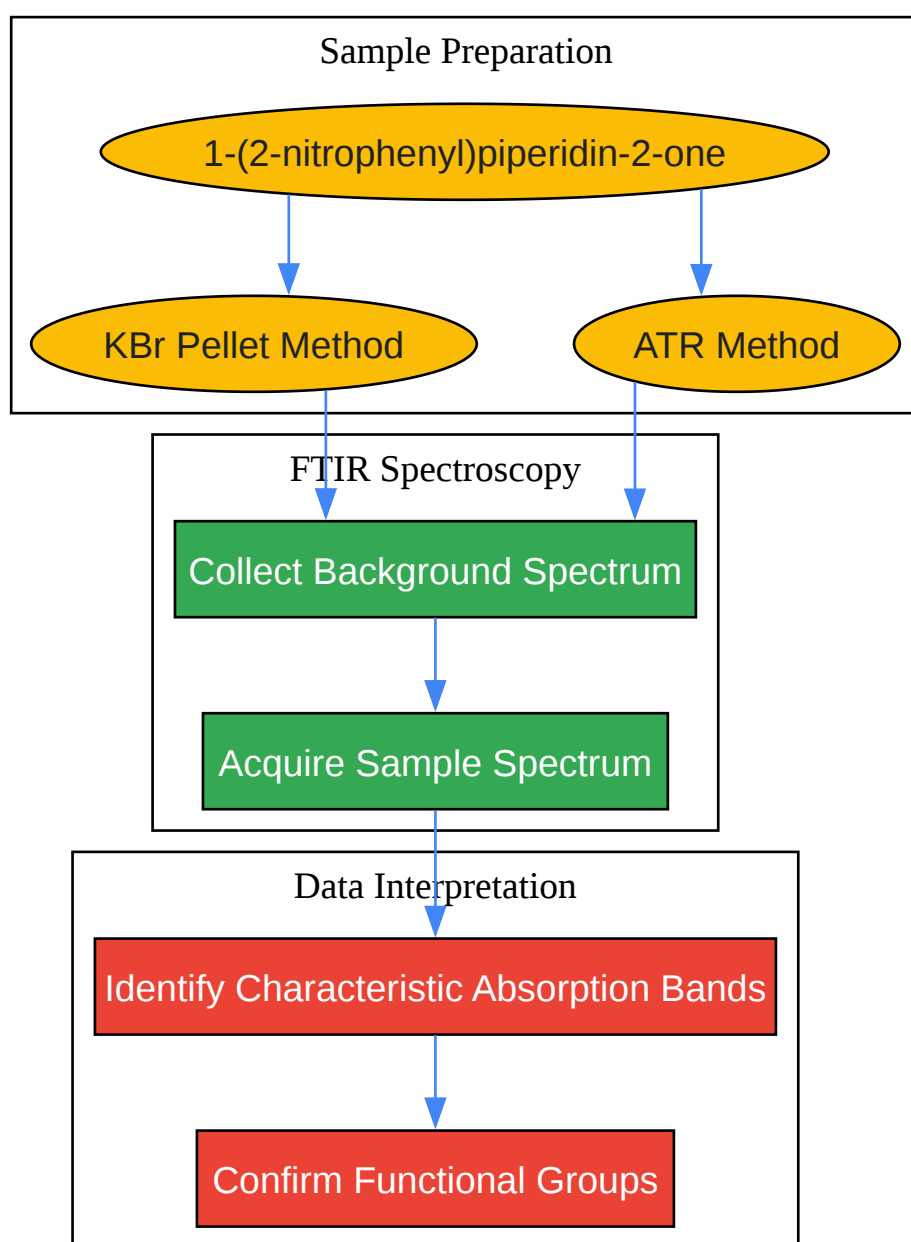 Sample Preparation
1-(2-nitrophenyl)piperidin-2-one
KBr Pellet Method
ATR Method
FTIR Spectroscopy
Collect Background Spectrum
Acquire Sample Spectrum
Data Interpretation
Identify Characteristic Absorption Bands
Confirm Functional Groups